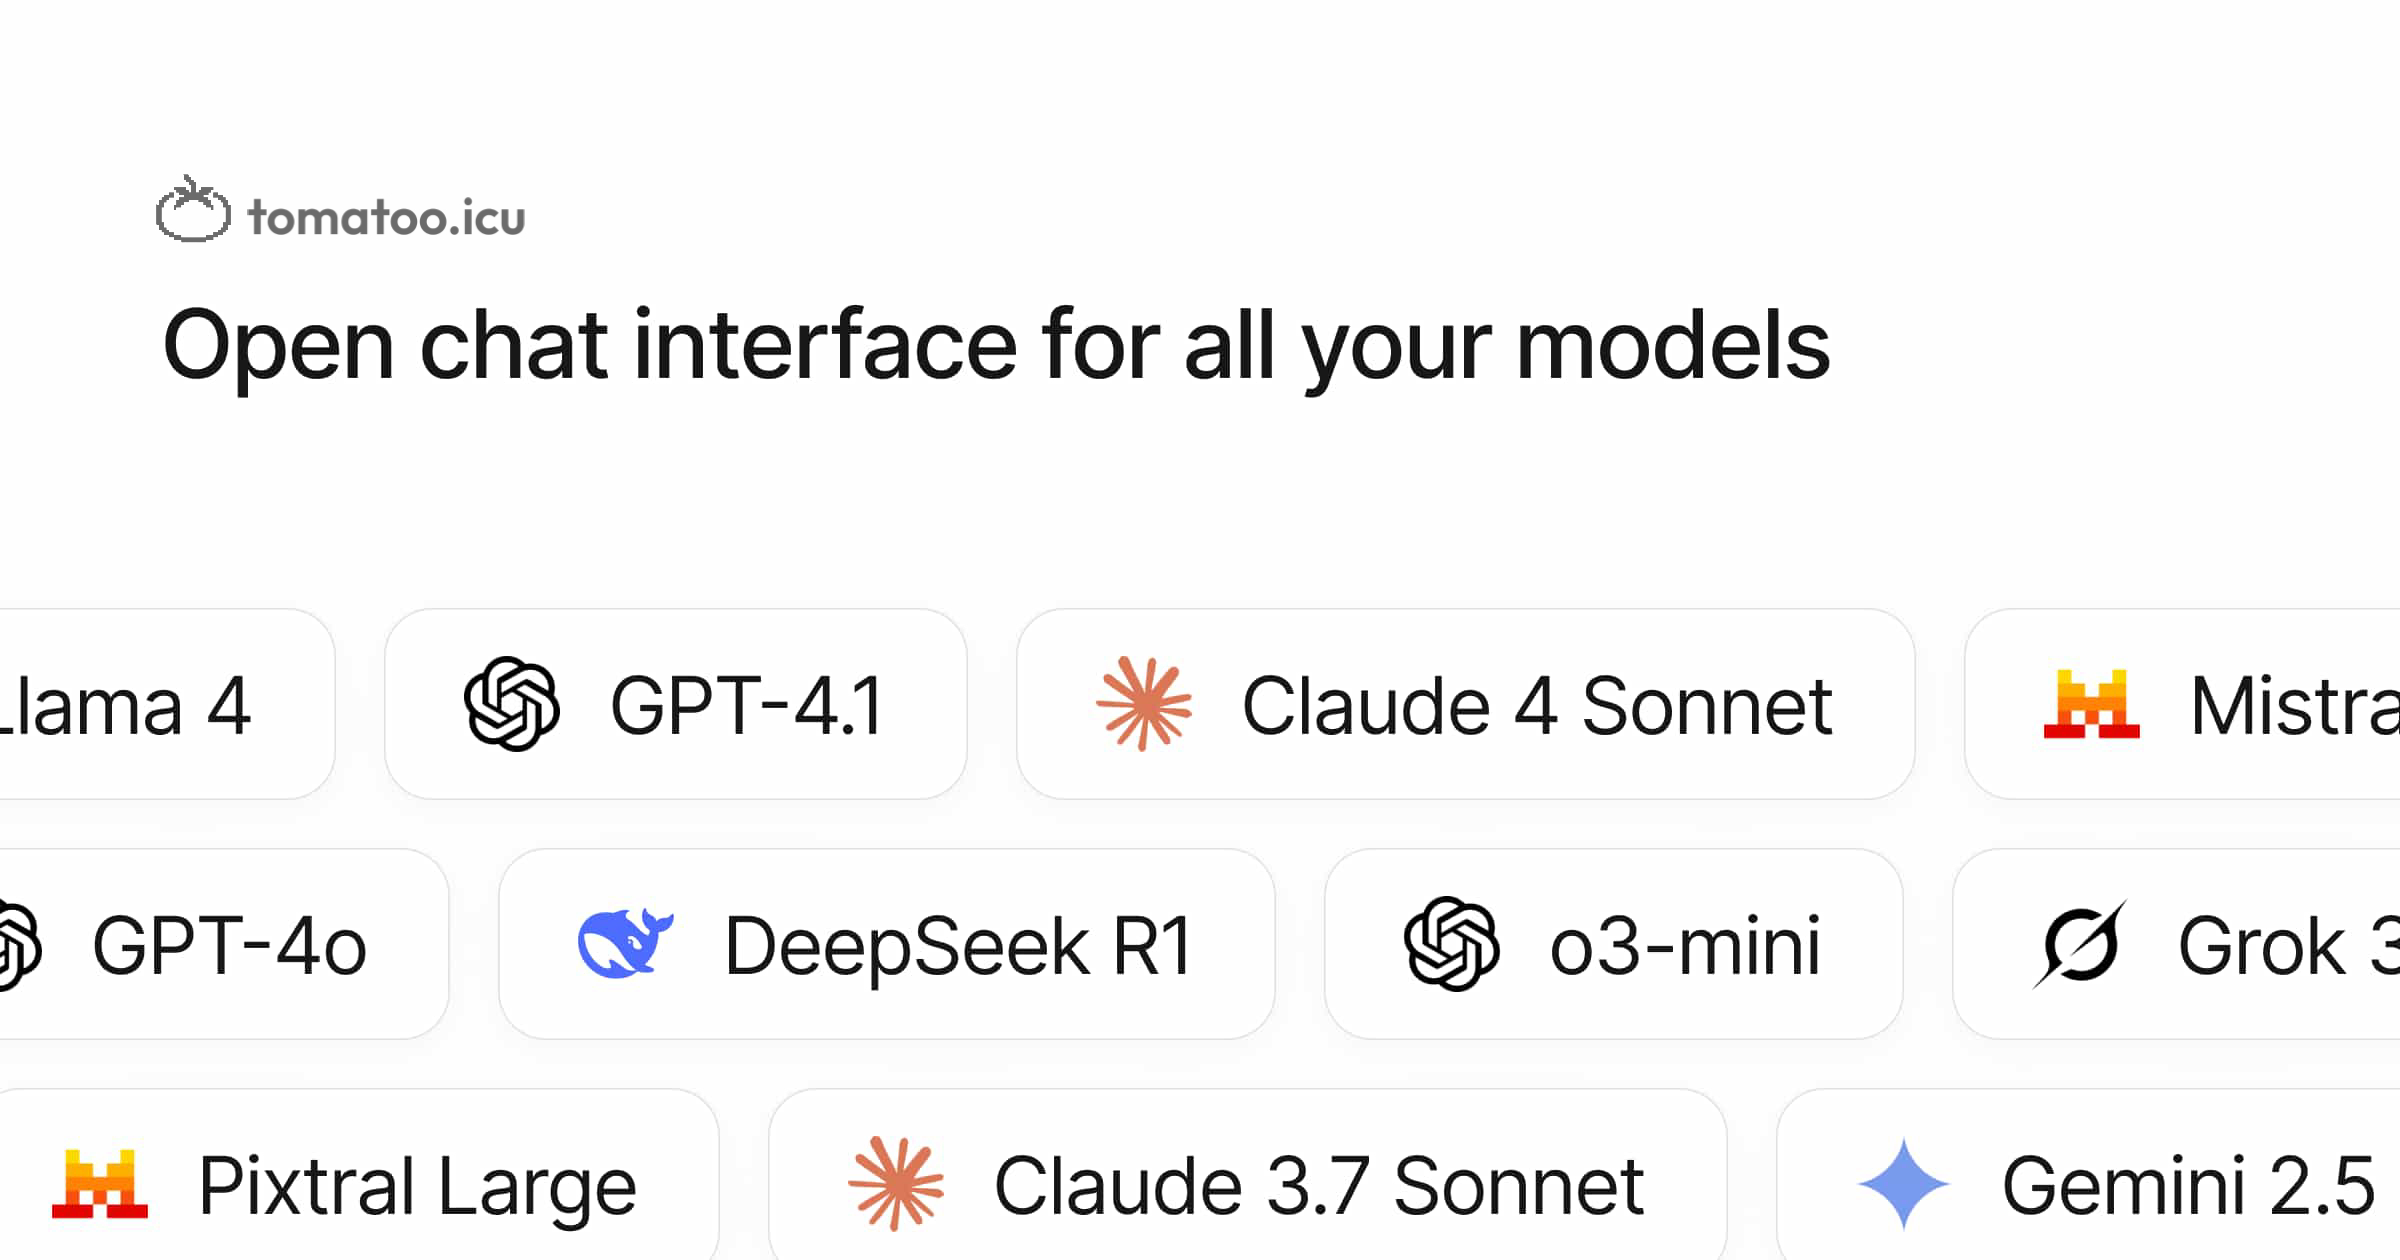 tomatoo.icu
Open chat interface for all your models
Llama 4
GPT-4.1
Claude 4 Sonnet
Mistra
GPT-4o
DeepSeek R1
o3-mini
Grok 3
Pixtral Large
Claude 3.7 Sonnet
Gemini 2.5